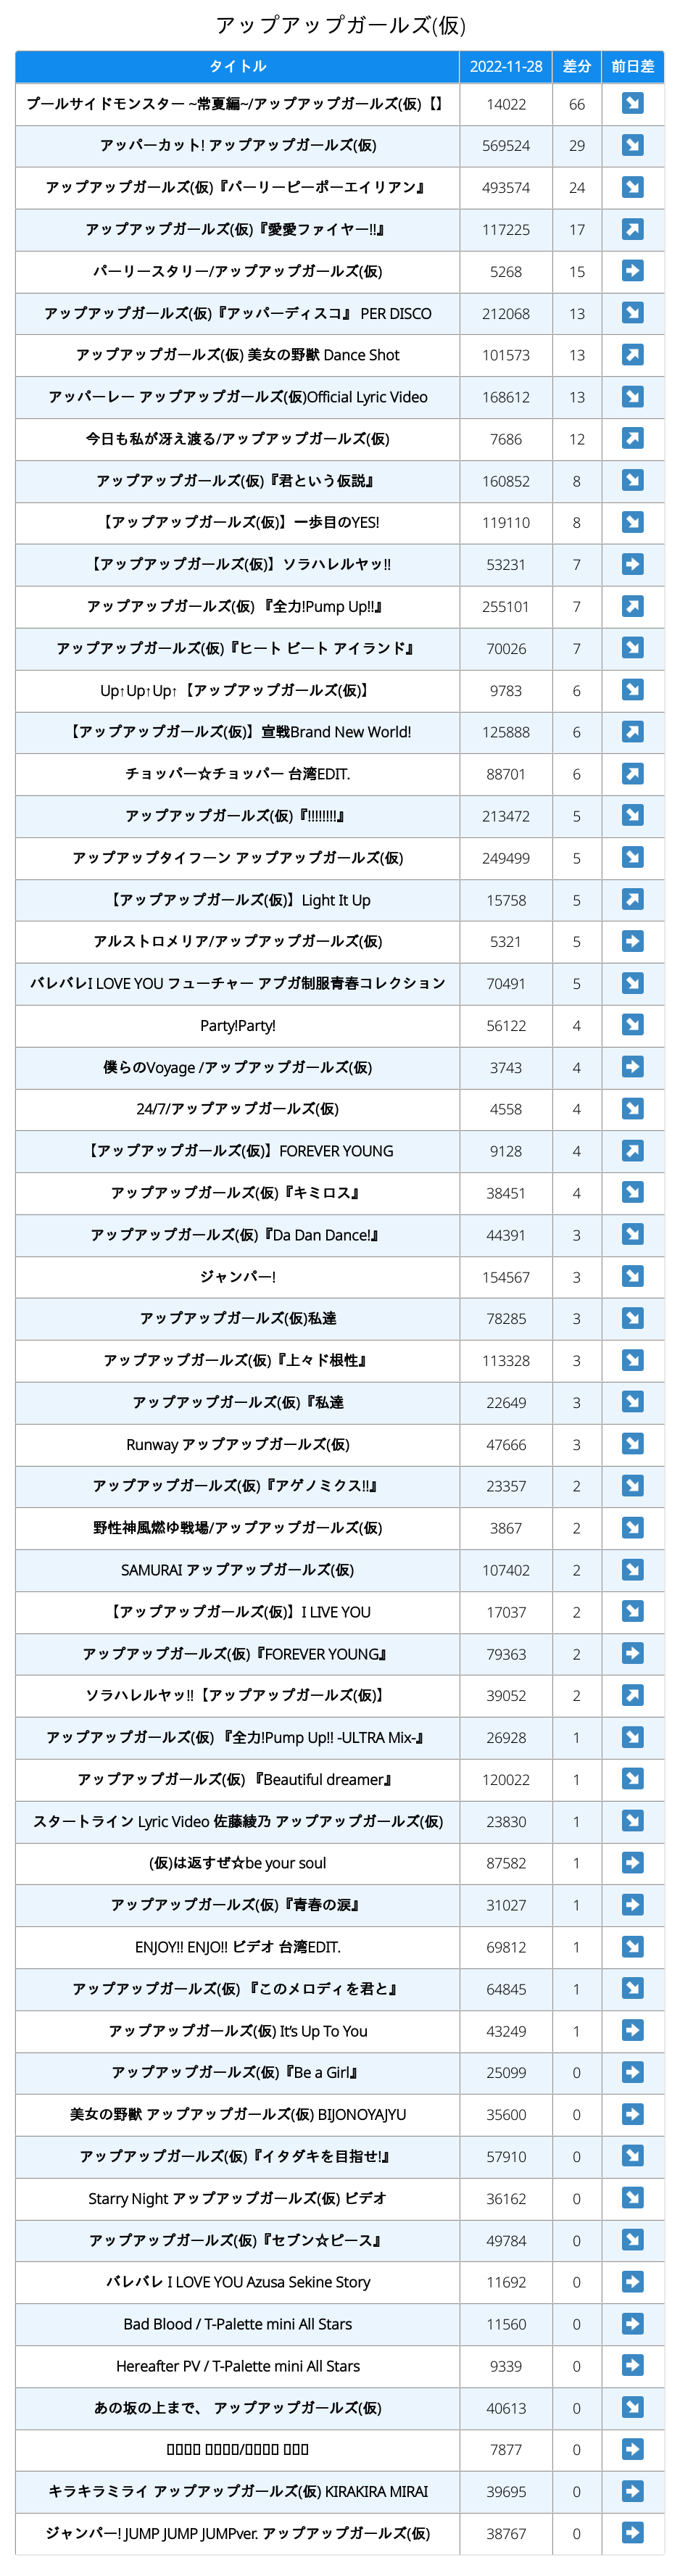 アップアップガールズ(仮)
タイトル 2022-11-28 差分 前日差
プールサイドモンスター ~常夏編~/アップアップガールズ(仮)【】 14022 66
アッパーカット! アップアップガールズ(仮) 569524 29
アップアップガールズ(仮)『パーリーピーポーエイリアン』 493574 24
アップアップガールズ(仮)『愛愛ファイヤー!!』 117225 17
パーリースタリー/アップアップガールズ(仮) 5268 15
アップアップガールズ(仮)『アッパーディスコ』 PER DISCO 212068 13
アップアップガールズ(仮) 美女の野獣 Dance Shot 101573 13
アッパーレー アップアップガールズ(仮)Official Lyric Video 168612 13
今日も私が冴え渡る/アップアップガールズ(仮) 7686 12
アップアップガールズ(仮)『君という仮説』 160852 8
【アップアップガールズ(仮)】一歩目のYES! 119110 8
【アップアップガールズ(仮)】ソラハレルヤッ!! 53231 7
アップアップガールズ(仮) 『全力!Pump Up!!』 255101 7
アップアップガールズ(仮)『ヒート ビート アイランド』 70026 7
Up↑Up↑Up↑【アップアップガールズ(仮)】 9783 6
【アップアップガールズ(仮)】宣戦Brand New World! 125888 6
チョッパー☆チョッパー 台湾EDIT. 88701 6
アップアップガールズ(仮)『!!!!!!!!』 213472 5
アップアップタイフーン アップアップガールズ(仮) 249499 5
【アップアップガールズ(仮)】Light It Up 15758 5
アルストロメリア/アップアップガールズ(仮) 5321 5
バレバレI LOVE YOU フューチャー アプガ制服青春コレクション 70491 5
Party!Party! 56122 4
僕らのVoyage /アップアップガールズ(仮) 3743 4
24/7/アップアップガールズ(仮) 4558 4
【アップアップガールズ(仮)】FOREVER YOUNG 9128 4
アップアップガールズ(仮)『キミロス』 38451 4
アップアップガールズ(仮)『Da Dan Dance!』 44391 3
ジャンパー! 154567 3
アップアップガールズ(仮)私達 78285 3
アップアップガールズ(仮)『上々ド根性』 113328 3
アップアップガールズ(仮)『私達 22649 3
Runway アップアップガールズ(仮) 47666 3
アップアップガールズ(仮)『アゲノミクス!!』 23357 2
野性神風燃ゆ戦場/アップアップガールズ(仮) 3867 2
SAMURAI アップアップガールズ(仮) 107402 2
【アップアップガールズ(仮)】I LIVE YOU 17037 2
アップアップガールズ(仮)『FOREVER YOUNG』 79363 2
ソラハレルヤッ!!【アップアップガールズ(仮)】 39052 2
アップアップガールズ(仮) 『全力!Pump Up!! -ULTRA Mix-』 26928 1
アップアップガールズ(仮) 『Beautiful dreamer』 120022 1
スタートライン Lyric Video 佐藤綾乃 アップアップガールズ(仮) 23830 1
(仮)は返すぜ☆be your soul 87582 1
アップアップガールズ(仮)『青春の涙』 31027 1
ENJOY!! ENJO!! ビデオ 台湾EDIT. 69812 1
アップアップガールズ(仮) 『このメロディを君と』 64845 1
アップアップガールズ(仮) It's Up To You 43249 1
アップアップガールズ(仮)『Be a Girl』 25099 0
美女の野獣 アップアップガールズ(仮) BIJONOYAJYU 35600 0
アップアップガールズ(仮)『イタダキを目指せ!』 57910 0
Starry Night アップアップガールズ(仮) ビデオ 36162 0
アップアップガールズ(仮)『セブン☆ピース』 49784 0
バレバレ I LOVE YOU Azusa Sekine Story 11692 0
Bad Blood / T-Palette mini All Stars 11560 0
Hereafter PV / T-Palette mini All Stars 9339 0
あの坂の上まで、 アップアップガールズ(仮) 40613 0
7877 0
キラキラミライ アップアップガールズ(仮) KIRAKIRA MIRAI 39695 0
ジャンパー! JUMP JUMP JUMPver. アップアップガールズ(仮) 38767 0